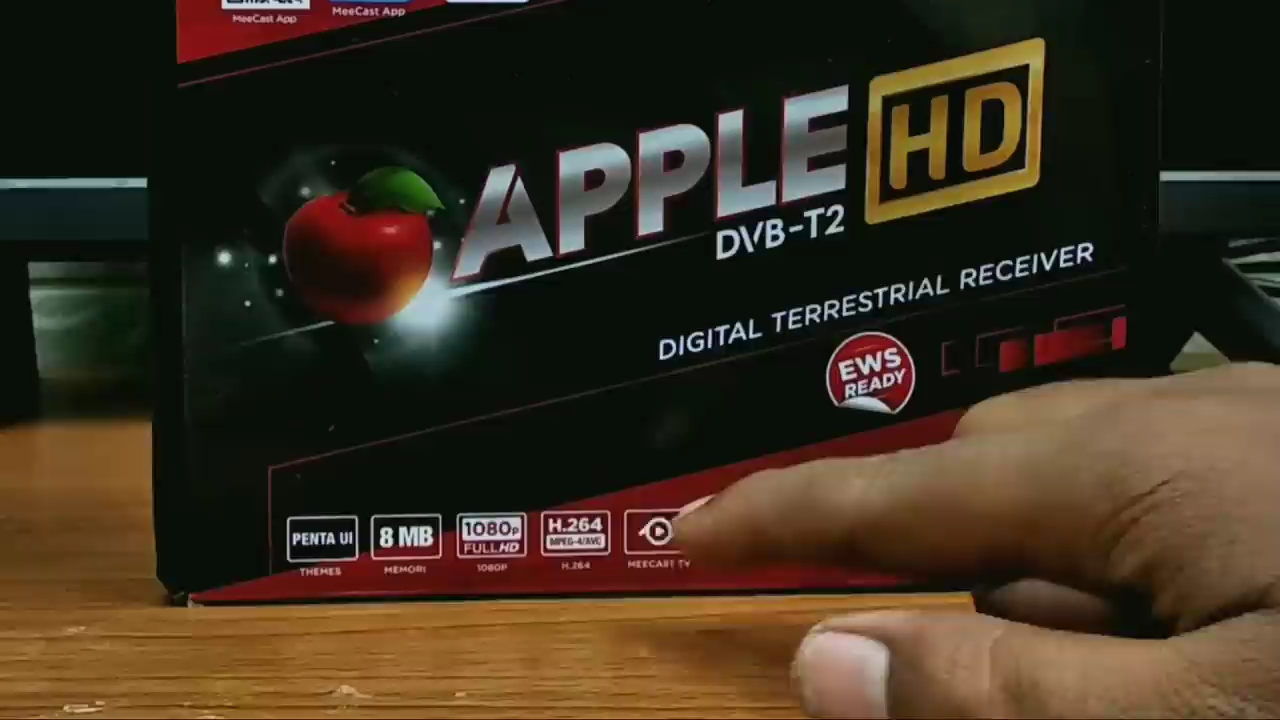 MeeCast App
MeeCast App
APPLE HD
DVB-T2
DIGITAL TERRESTRIAL RECEIVER
EWS
READY
PENTA UI
THEMES
8 MB
MEMORI
1080p
FULL HD
1080P
H.264
MPEG-4/AVC
H.264
MEECAST TV